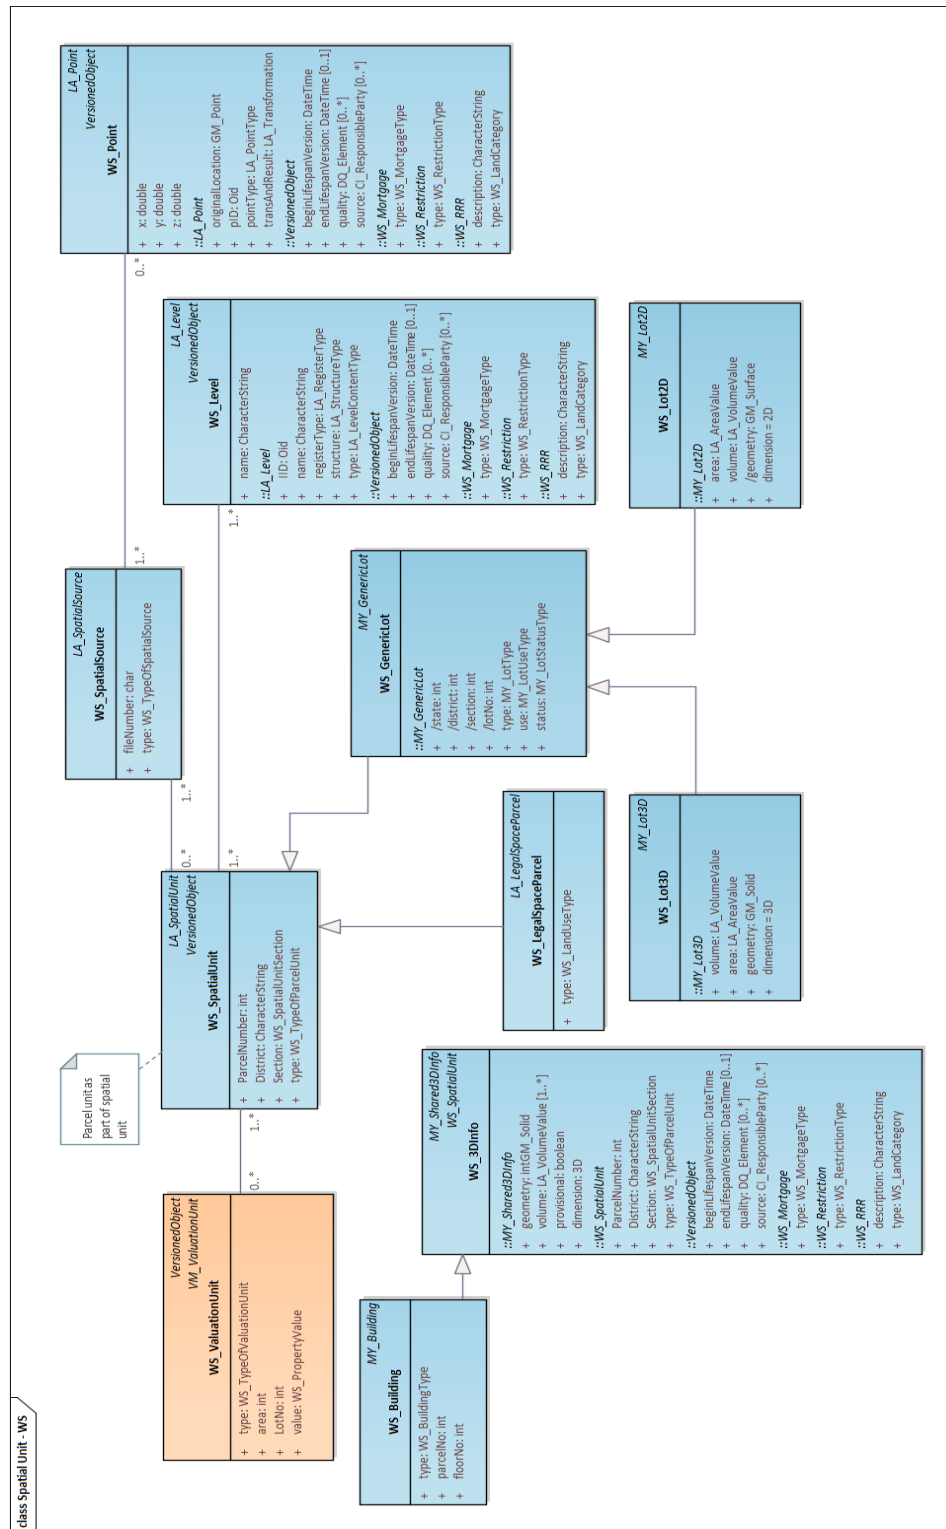 class Spatial Unit - WS
Parcel unit as
part of spatial
unit
VersionedObject
VM_ValuationUnit
WS_ValuationUnit
+ type: WS_TypeOfValuationUnit
+ area: int
+ LotNo: int
+ value: WS_PropertyValue
0..*
1..*
LA_SpatialUnit
VersionedObject
WS_SpatialUnit
+ ParcelNumber: int
+ District: CharacterString
+ Section: WS_SpatialUnitSection
+ type: WS_TypeOfParcelUnit
0..*
1..*
1..*
1..*
LA_SpatialSource
WS_SpatialSource
+ fileNumber: char
+ type: WS_TypeOfSpatialSource
1..*
0..*
LA_Point
VersionedObject
WS_Point
+ x: double
+ y: double
+ z: double
::LA_Point
+ originalLocation: GM_Point
+ pID: Oid
+ pointType: LA_PointType
+ transAndResult: LA_Transformation
::VersionedObject
+ beginLifespanVersion: DateTime
+ endLifespanVersion: DateTime [0..1]
+ quality: DQ_Element [0..*]
+ source: CI_ResponsibleParty [0..*]
::WS_Mortgage
+ type: WS_MortgageType
::WS_Restriction
+ type: WS_RestrictionType
::WS_RRR
+ description: CharacterString
+ type: WS_LandCategory
LA_Level
VersionedObject
WS_Level
+ name: CharacterString
::LA_Level
+ lID: Oid
+ name: CharacterString
+ registerType: LA_RegisterType
+ structure: LA_StructureType
+ type: LA_LevelContentType
::VersionedObject
+ beginLifespanVersion: DateTime
+ endLifespanVersion: DateTime [0..1]
+ quality: DQ_Element [0..*]
+ source: CI_ResponsibleParty [0..*]
::WS_Mortgage
+ type: WS_MortgageType
::WS_Restriction
+ type: WS_RestrictionType
::WS_RRR
+ description: CharacterString
+ type: WS_LandCategory
MY_Building
WS_Building
+ type: WS_BuildingType
+ parcelNo: int
+ floorNo: int
MY_Shared3DInfo
WS_SpatialUnit
WS_3DInfo
::MY_Shared3DInfo
+ geometry: intGM_Solid
+ volume: LA_VolumeValue [1..*]
+ provisional: boolean
+ dimension: 3D
::WS_SpatialUnit
+ ParcelNumber: int
+ District: CharacterString
+ Section: WS_SpatialUnitSection
+ type: WS_TypeOfParcelUnit
::VersionedObject
+ beginLifespanVersion: DateTime
+ endLifespanVersion: DateTime [0..1]
+ quality: DQ_Element [0..*]
+ source: CI_ResponsibleParty [0..*]
::WS_Mortgage
+ type: WS_MortgageType
::WS_Restriction
+ type: WS_RestrictionType
::WS_RRR
+ description: CharacterString
+ type: WS_LandCategory
LA_LegalSpaceParcel
WS_LegalSpaceParcel
+ type: WS_LandUseType
MY_GenericLot
WS_GenericLot
::MY_GenericLot
+ /state: int
+ /district: int
+ /section: int
+ /lotNo: int
+ type: MY_LotType
+ use: MY_LotUseType
+ status: MY_LotStatusType
MY_Lot3D
WS_Lot3D
::MY_Lot3D
+ volume: LA_VolumeValue
+ area: LA_AreaValue
+ geometry: GM_Solid
+ dimension = 3D
MY_Lot2D
WS_Lot2D
::MY_Lot2D
+ area: LA_AreaValue
+ volume: LA_VolumeValue
+ /geometry: GM_Surface
+ dimension = 2D